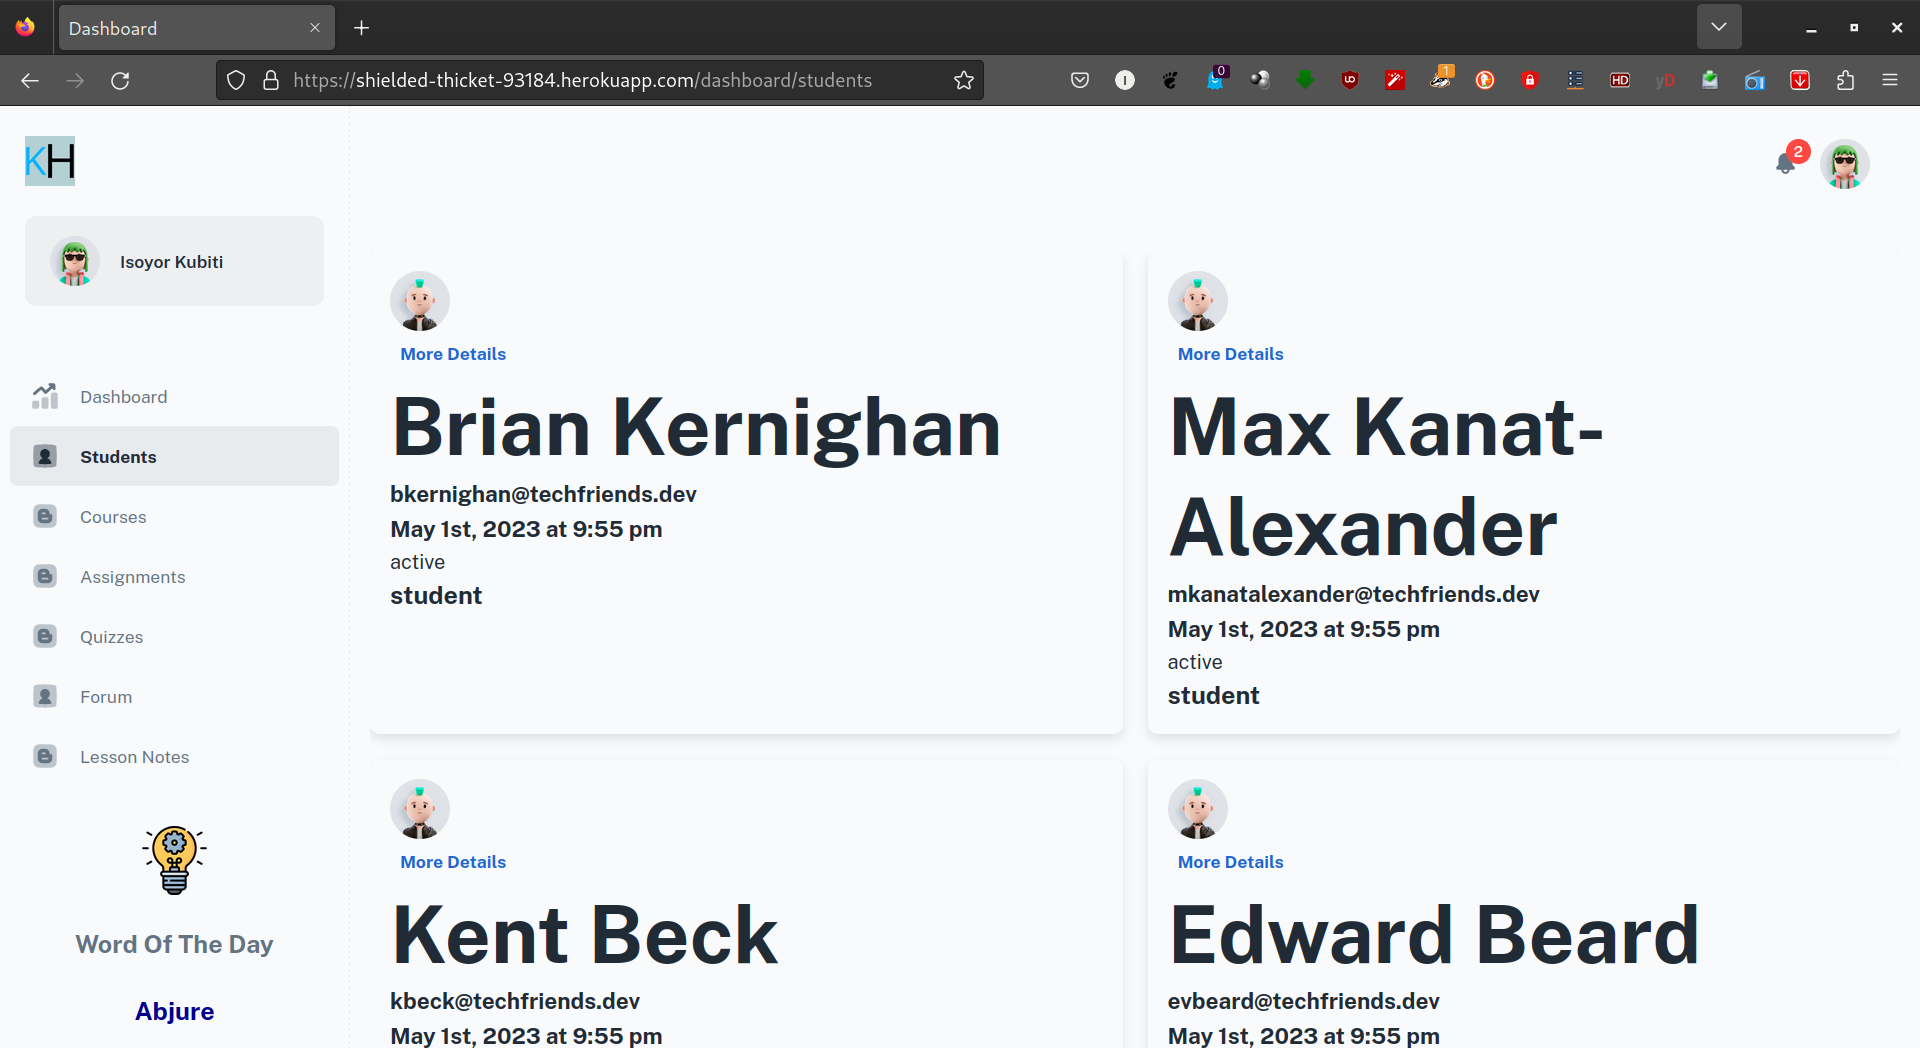 Dashboard
https://shielded-thicket-93184.herokuapp.com/dashboard/students
0
1
HD
yD
KH
2
Isoyor Kubiti
Dashboard
Students
Courses
Assignments
Quizzes
Forum
Lesson Notes
Word Of The Day
Abjure
More Details
Brian Kernighan
bkernighan@techfriends.dev
May 1st, 2023 at 9:55 pm
active
student
More Details
Max Kanat-
Alexander
mkanatalexander@techfriends.dev
May 1st, 2023 at 9:55 pm
active
student
More Details
Kent Beck
kbeck@techfriends.dev
May 1st, 2023 at 9:55 pm
More Details
Edward Beard
evbeard@techfriends.dev
May 1st, 2023 at 9:55 pm